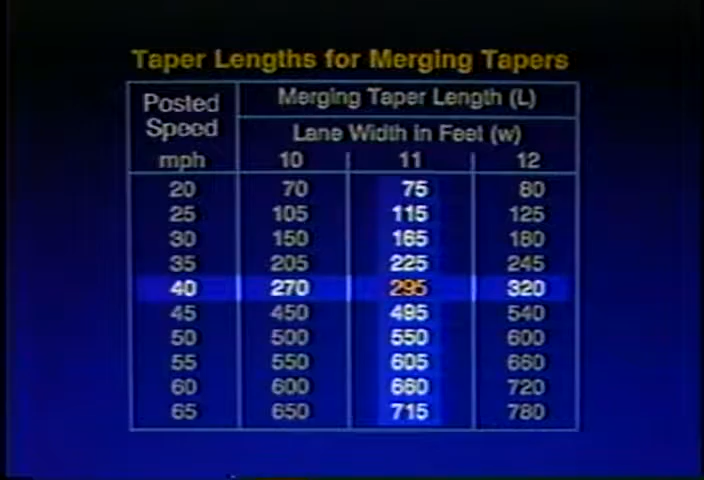 Taper Lengths for Merging Tapers
Posted Speed mph
Merging Taper Length (L)
Lane Width in Feet (w)
10 11 12
20 70 75 80
25 105 115 125
30 150 165 180
35 205 225 245
40 270 295 320
45 450 495 540
50 500 550 600
55 550 605 660
60 600 660 720
65 650 715 780